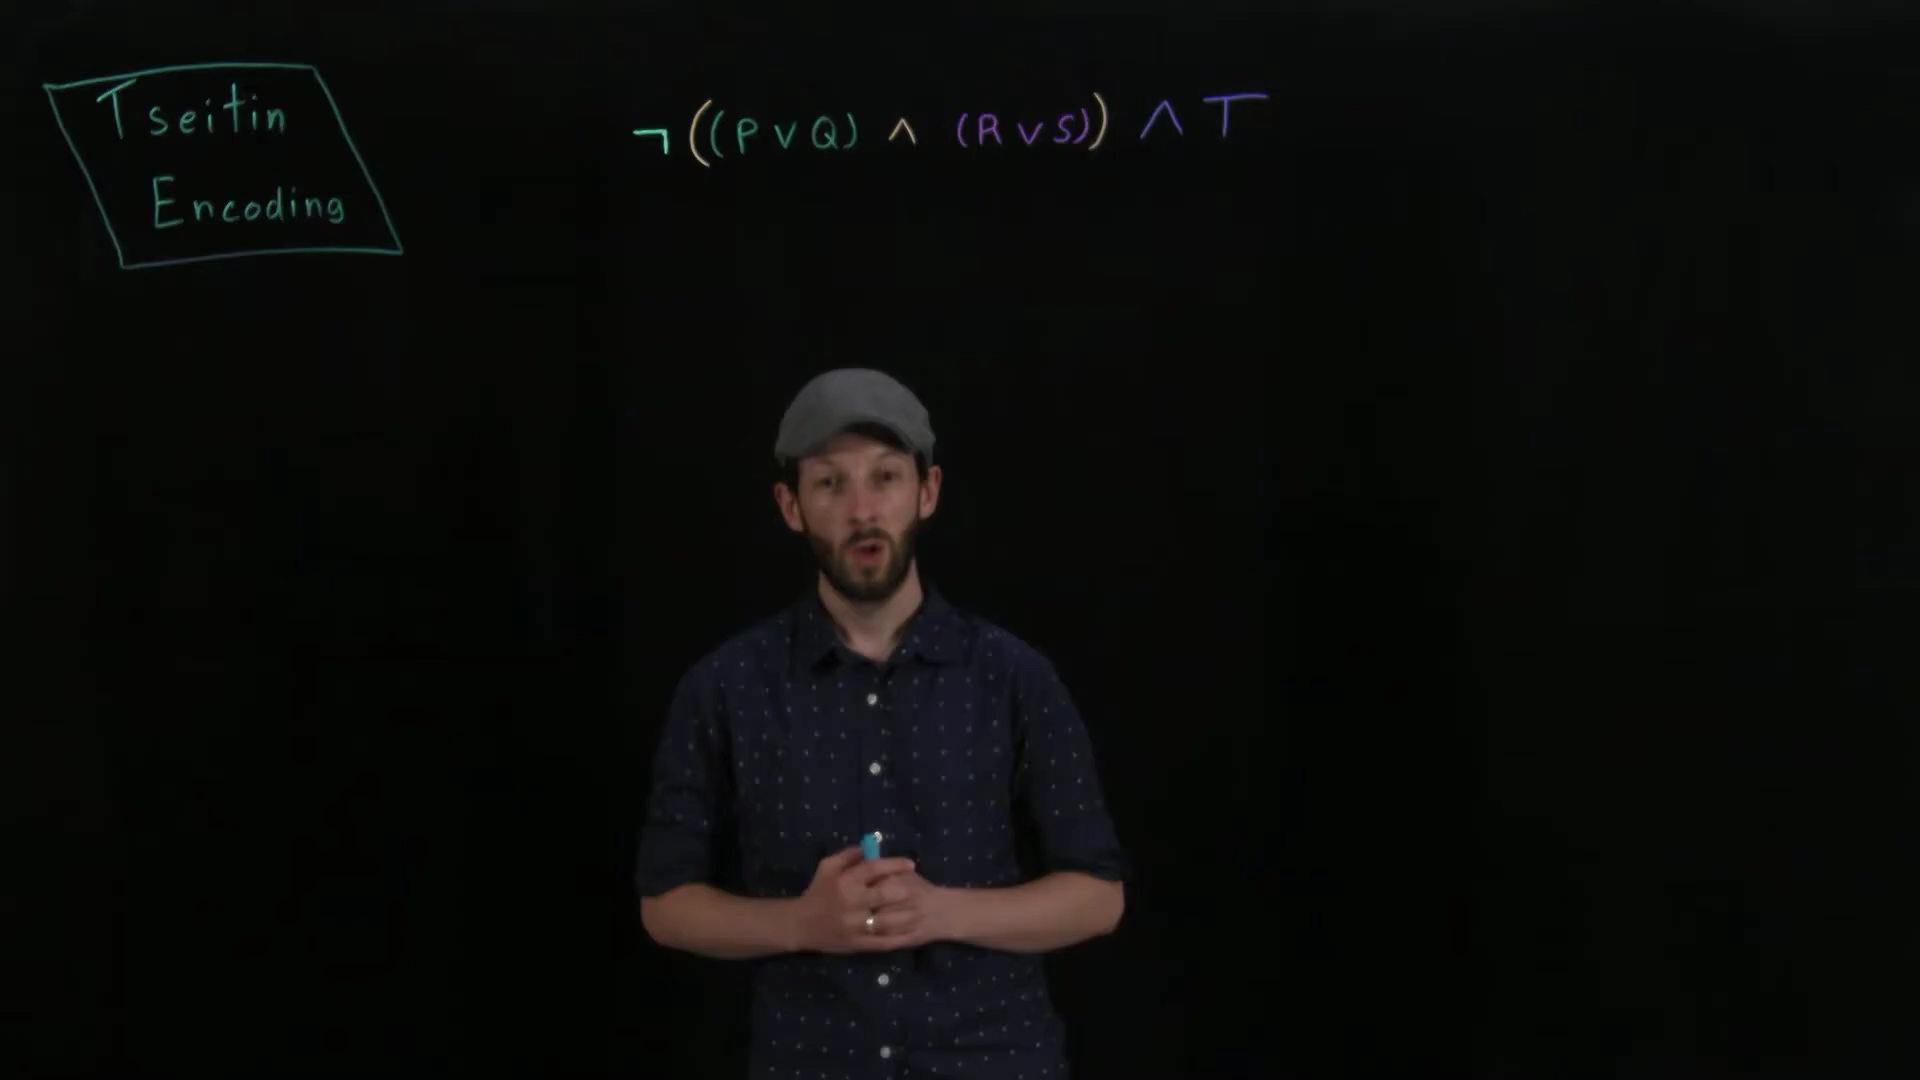 Tseitin
Encoding
¬((P∨Q) ∧ (R∨S)) ∧ T